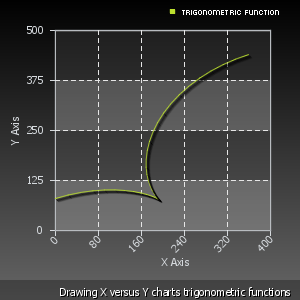 TRIGONOMETRIC FUNCTION
500
375
250
125
0
Y Axis
0 80 160 240 320 400
X Axis
Drawing X versus Y charts trigonometric functions